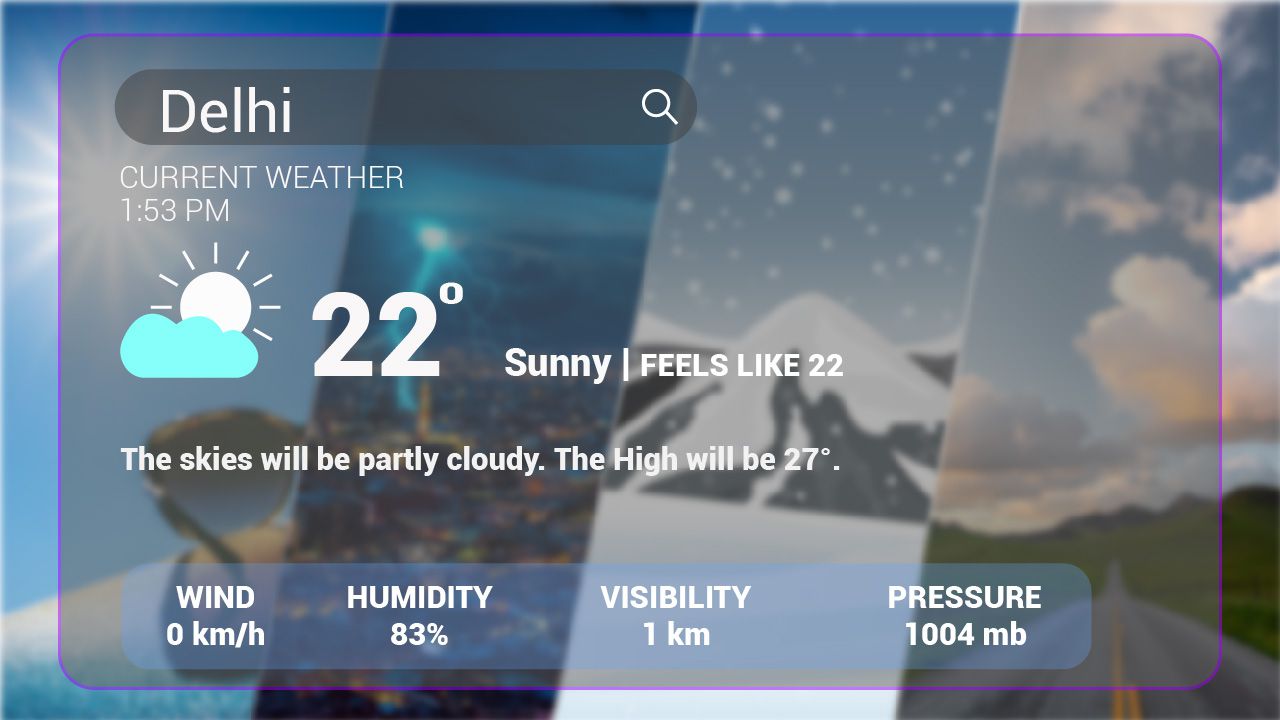 Delhi
CURRENT WEATHER
1:53 PM
22°
Sunny | FEELS LIKE 22
The skies will be partly cloudy. The High will be 27°.
WIND HUMIDITY VISIBILITY PRESSURE
0 km/h 83% 1 km 1004 mb